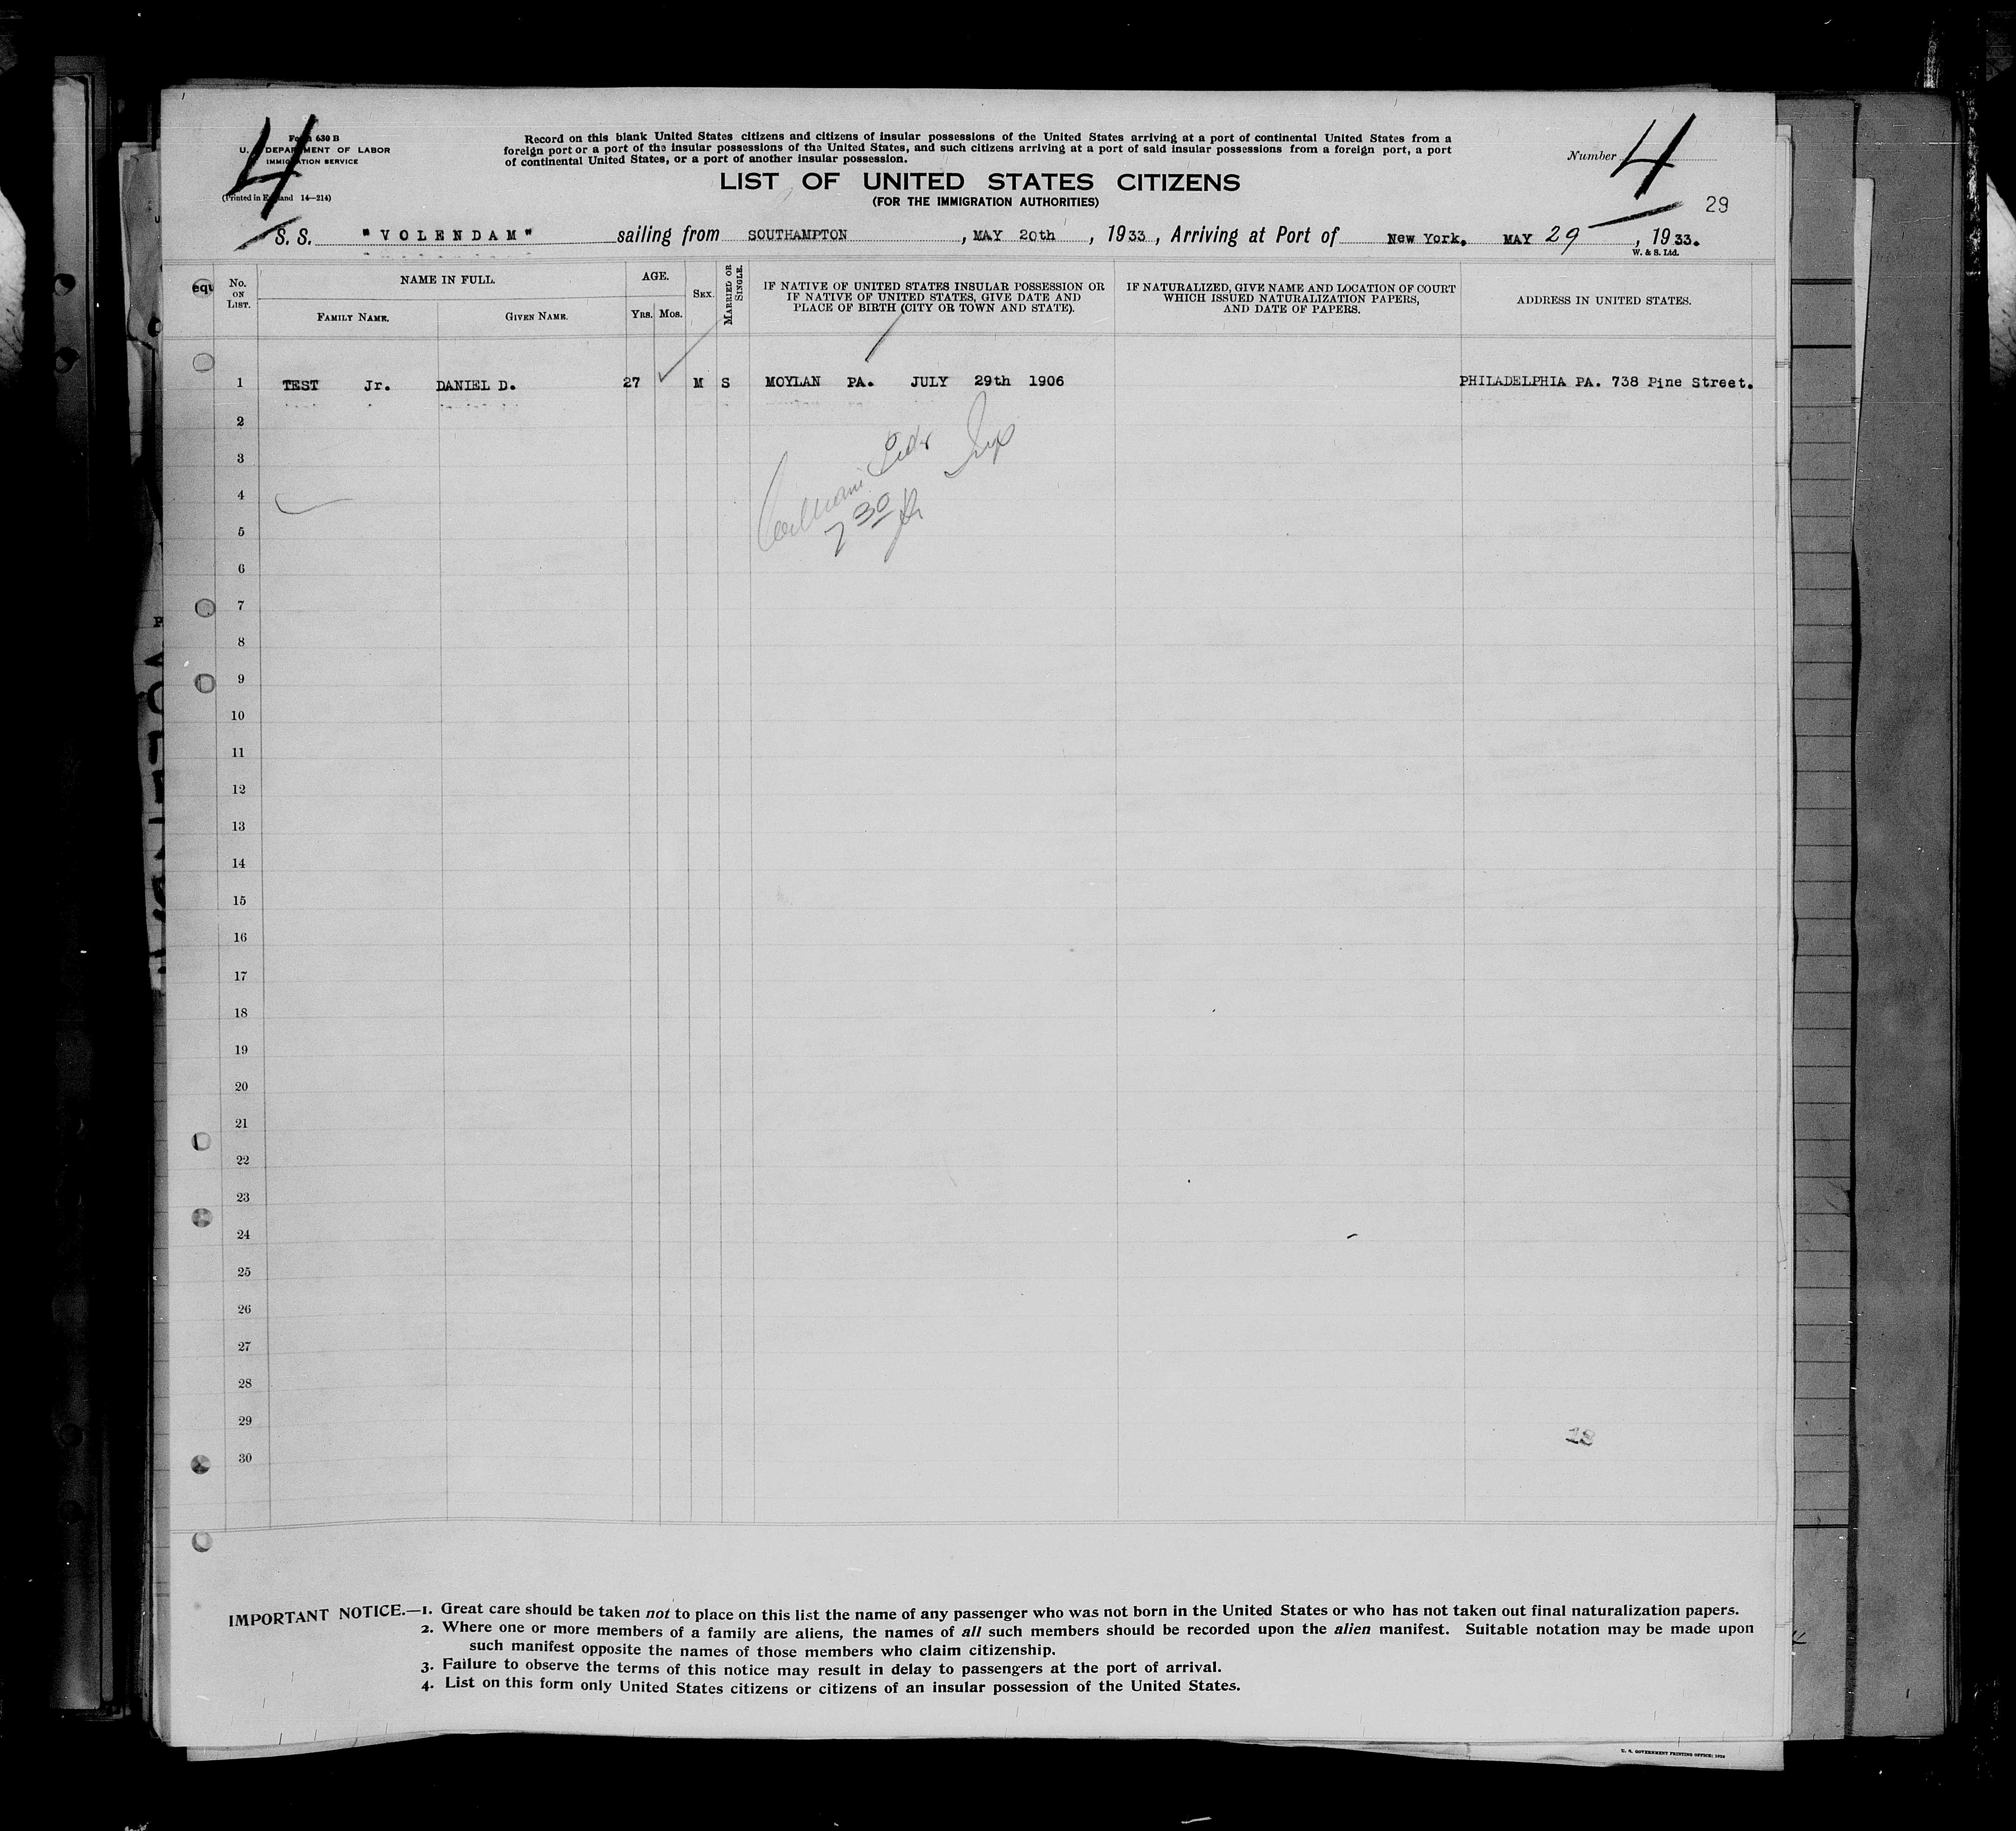 4
Form 630 B
U. S. DEPARTMENT OF LABOR
IMMIGRATION SERVICE
(Printed in England 14—214)
Record on this blank United States citizens and citizens of insular possessions of the United States arriving at a port of continental United States from a
foreign port or a port of the insular possessions of the United States, and such citizens arriving at a port of said insular possessions from a foreign port, a port
of continental United States, or a port of another insular possession.
Number 4
LIST OF UNITED STATES CITIZENS
(FOR THE IMMIGRATION AUTHORITIES)
29
S. S. "VOLENDAM" sailing from SOUTHAMPTON, MAY 20th, 1933, Arriving at Port of New York. MAY 29, 1933.
W. & S. Ltd.
equ
No. ON LIST.
NAME IN FULL.
FAMILY NAME. GIVEN NAME.
AGE.
YRS. MOS.
SEX.
MARRIED OR SINGLE.
IF NATIVE OF UNITED STATES INSULAR POSSESSION OR
IF NATIVE OF UNITED STATES, GIVE DATE AND
PLACE OF BIRTH (CITY OR TOWN AND STATE).
IF NATURALIZED, GIVE NAME AND LOCATION OF COURT
WHICH ISSUED NATURALIZATION PAPERS,
AND DATE OF PAPERS.
ADDRESS IN UNITED STATES.
1 TEST Jr. DANIEL D. 27 M S MOYLAN PA. JULY 29th 1906 PHILADELPHIA PA. 738 Pine Street.
2
3
4
7 30
5
6
7
8
9
10
11
12
13
14
15
16
17
18
19
20
21
22
23
24
25
26
27
28
29
18
30
IMPORTANT NOTICE.—1. Great care should be taken not to place on this list the name of any passenger who was not born in the United States or who has not taken out final naturalization papers.
2. Where one or more members of a family are aliens, the names of all such members should be recorded upon the alien manifest. Suitable notation may be made upon
such manifest opposite the names of those members who claim citizenship.
3. Failure to observe the terms of this notice may result in delay to passengers at the port of arrival.
4. List on this form only United States citizens or citizens of an insular possession of the United States.